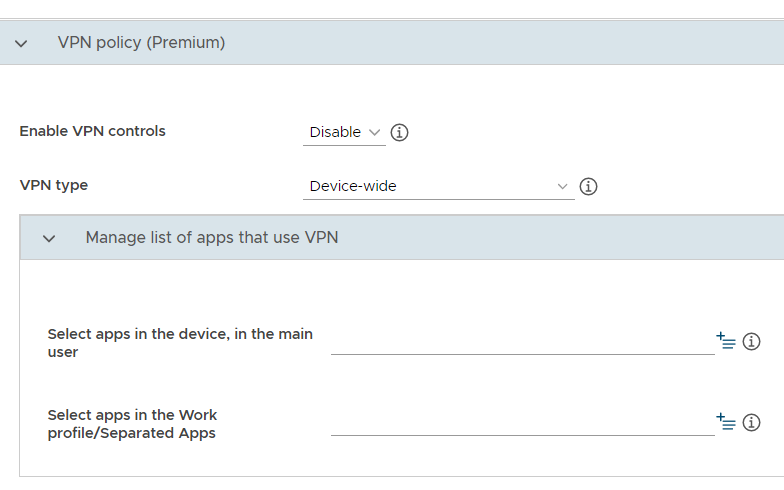 VPN policy (Premium)
Enable VPN controls
Disable
VPN type
Device-wide
Manage list of apps that use VPN
Select apps in the device, in the main
user
Select apps in the Work
profile/Separated Apps